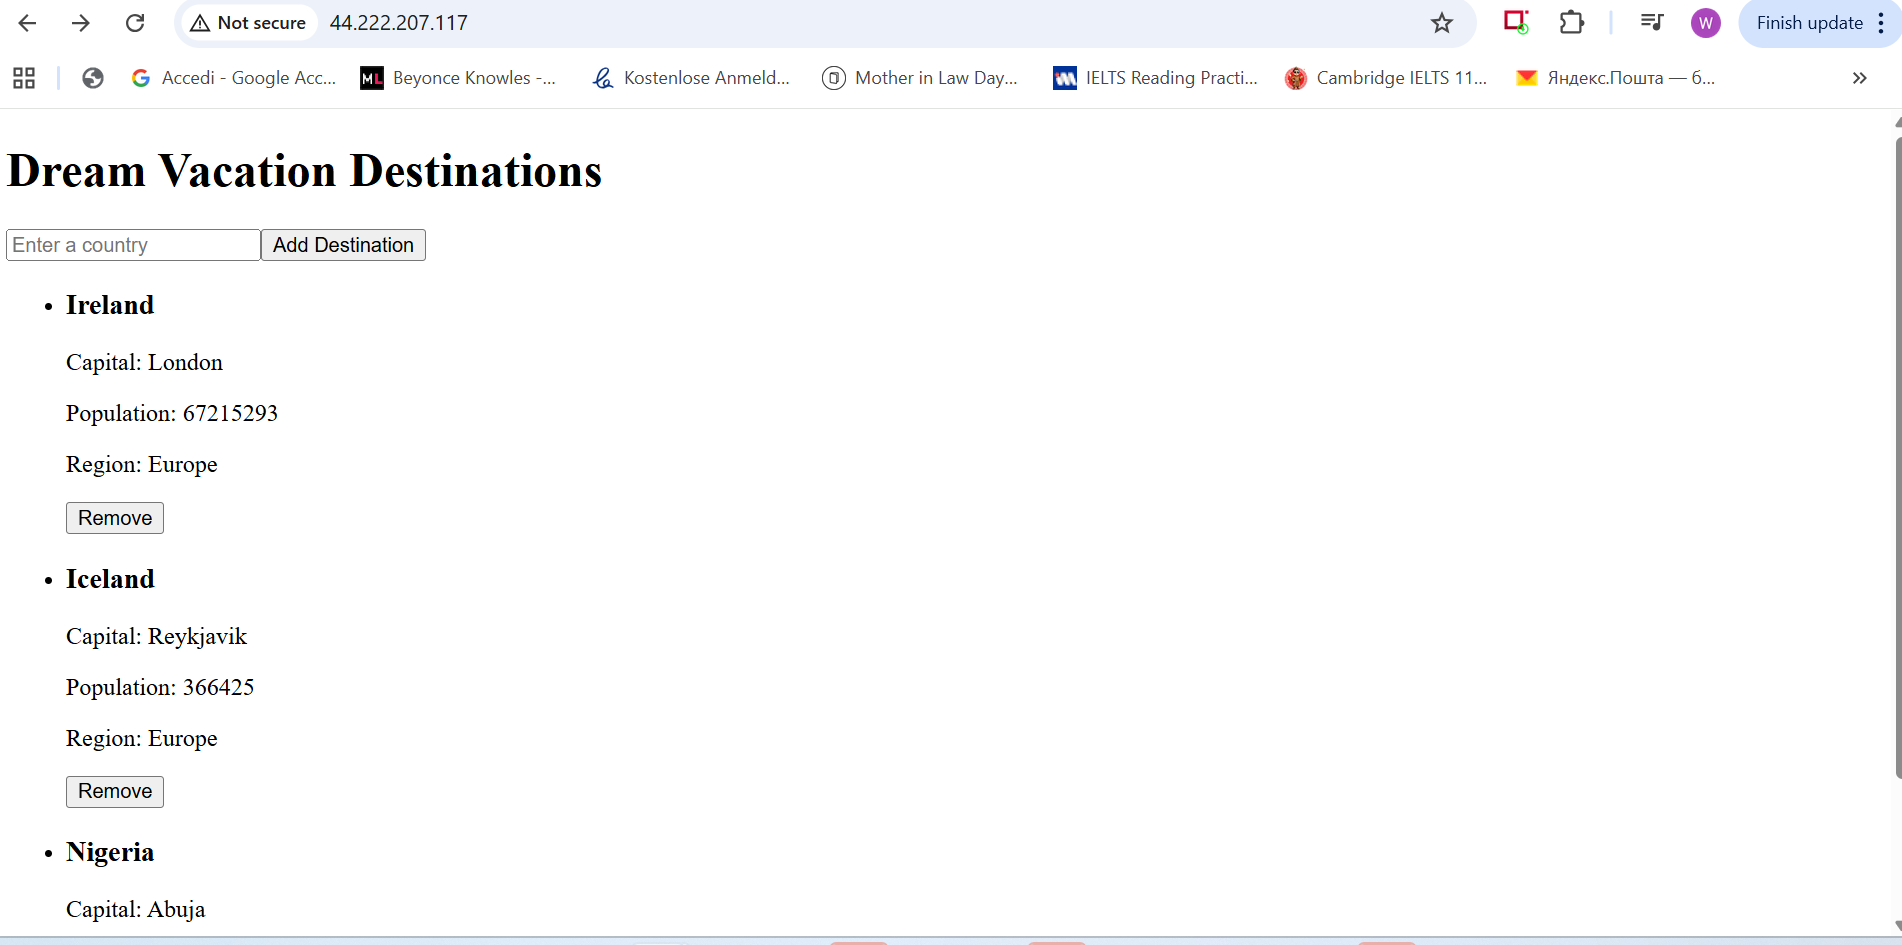 Not secure 44.222.207.117 W Finish update
Accedi - Google Acc... ML Beyonce Knowles -... Kostenlose Anmeld... Mother in Law Day... IELTS Reading Practi... Cambridge IELTS 11... Яндекс.Почта — б... »
Dream Vacation Destinations
Enter a country Add Destination
• Ireland
Capital: London
Population: 67215293
Region: Europe
Remove
• Iceland
Capital: Reykjavik
Population: 366425
Region: Europe
Remove
• Nigeria
Capital: Abuja